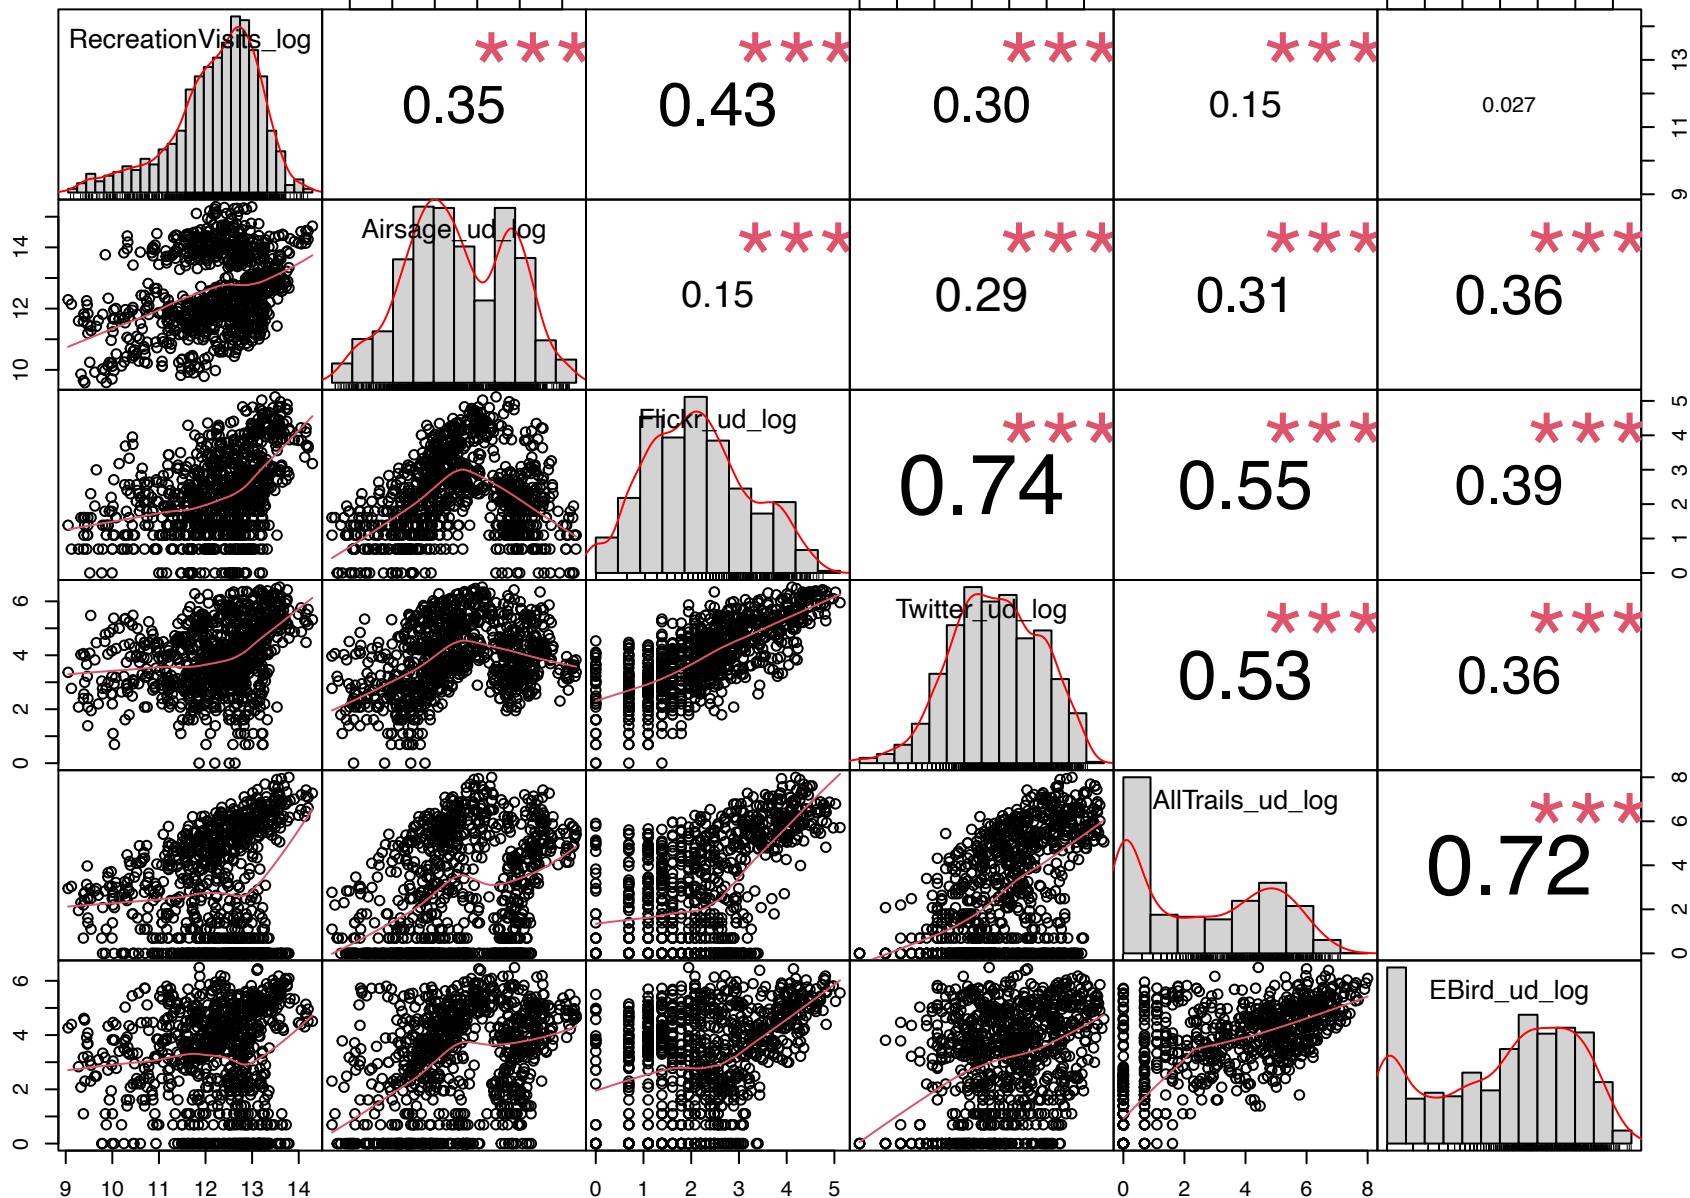 RecreationVisits_log
***
0.35
***
0.43
***
0.30
***
0.15
0.027
9 11 13
Airsage_ud_log
***
0.15
***
0.29
***
0.31
***
0.36
10 12 14
Flickr_ud_log
***
0.74
***
0.55
***
0.39
0 1 2 3 4 5
Twitter_ud_log
***
0.53
***
0.36
0 2 4 6
AllTrails_ud_log
***
0.72
0 2 4 6 8
EBird_ud_log
0 2 4 6
9 10 11 12 13 14
0 1 2 3 4 5
0 2 4 6 8